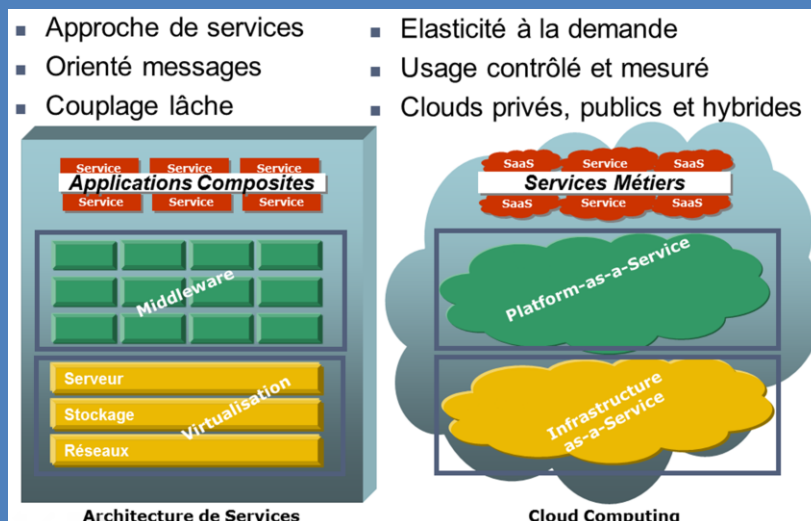 Approche de services
Orienté messages
Couplage lâche
Elasticité à la demande
Usage contrôlé et mesuré
Clouds privés, publics et hybrides
Service Service Service
Applications Composites
Service Service Service
Middleware
Serveur
Stockage
Réseaux
Virtualisation
Architecture de Services
SaaS Service SaaS
Services Métiers
SaaS Service SaaS
Platform-as-a-Service
Infrastructure
as-a-Service
Cloud Computing